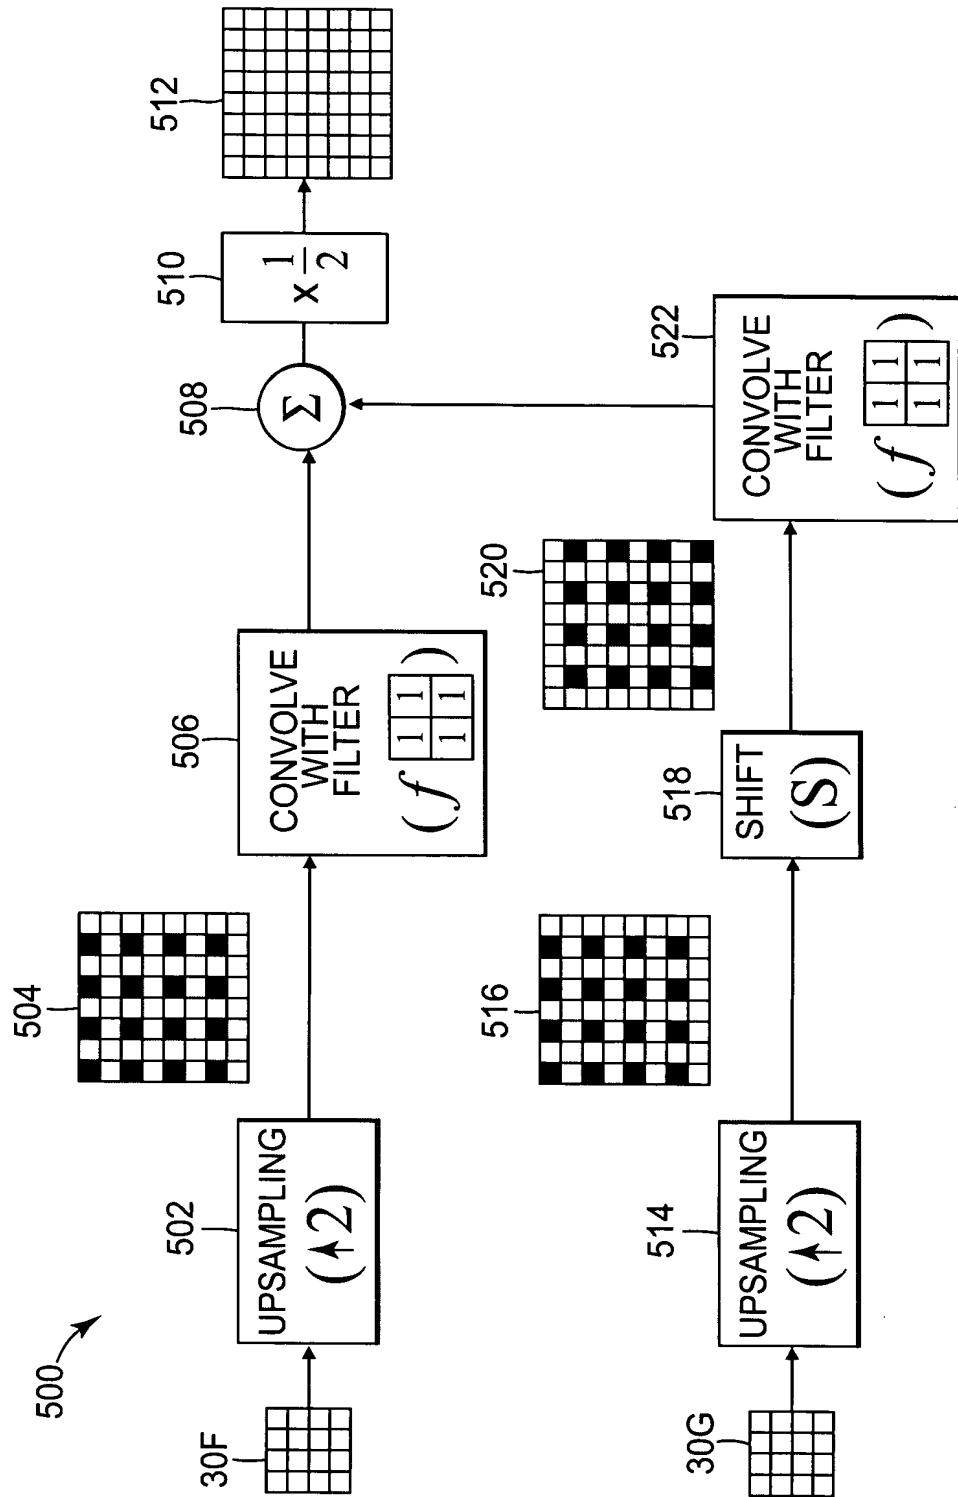 500
30F
502
UPSAMPLING
(↑2)
504
506
CONVOLVE
WITH
FILTER
(f 1 1
1 1)
508
Σ
510
x 1/2
512
30G
514
UPSAMPLING
(↑2)
516
518
SHIFT
(S)
520
522
CONVOLVE
WITH
FILTER
(f 1 1
1 1)